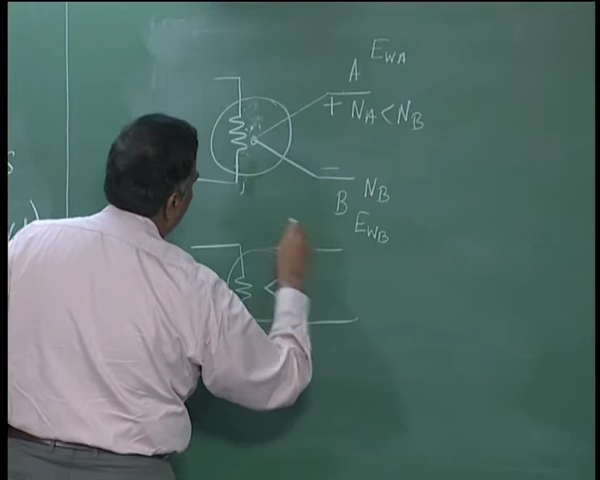 E_WA
A
+ N_A < N_B
−
B N_B
E_WB